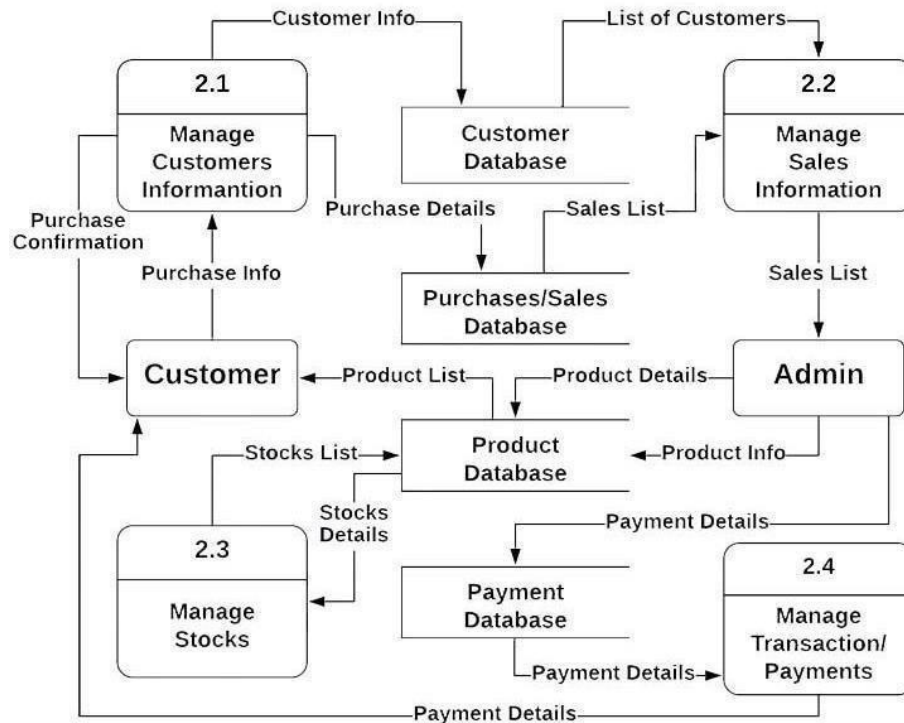 Customer Info
List of Customers
2.1
Manage
Customers
Informantion
2.2
Manage
Sales
Information
Customer
Database
Purchase
Confirmation
Purchase Details
Sales List
Purchase Info
Sales List
Purchases/Sales
Database
Customer
Product List
Product Details
Admin
Stocks List
Product
Database
Product Info
Stocks
Details
Payment Details
2.3
Manage
Stocks
Payment
Database
2.4
Manage
Transaction/
Payments
Payment Details
Payment Details